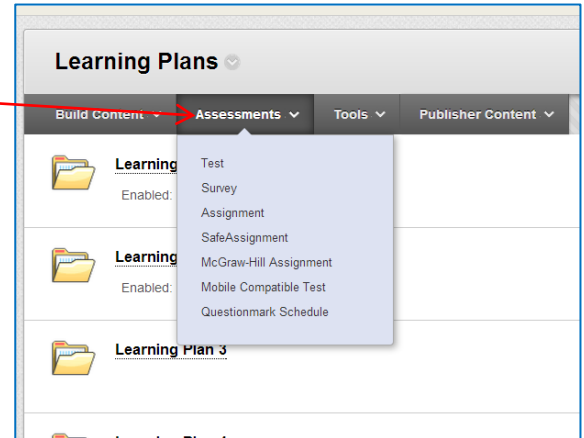 Learning Plans
Build Content Assessments Tools Publisher Content
Learning
Enabled:
Test
Survey
Assignment
SafeAssignment
Learning
Enabled:
McGraw-Hill Assignment
Mobile Compatible Test
Questionmark Schedule
Learning Plan 3